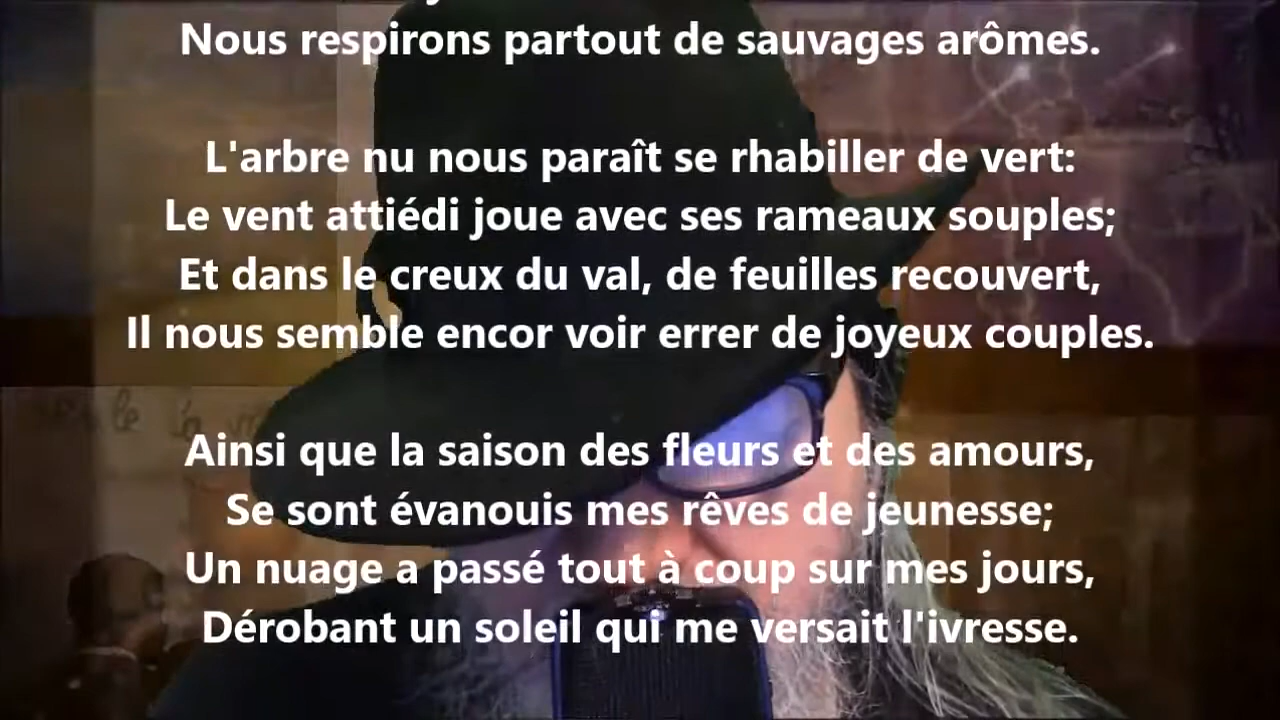 Nous respirons partout de sauvages arômes.
L'arbre nu nous paraît se rhabiller de vert:
Le vent attiédi joue avec ses rameaux souples;
Et dans le creux du val, de feuilles recouvert,
Il nous semble encor voir errer de joyeux couples.
Ainsi que la saison des fleurs et des amours,
Se sont évanouis mes rêves de jeunesse;
Un nuage a passé tout à coup sur mes jours,
Dérobant un soleil qui me versait l'ivresse.